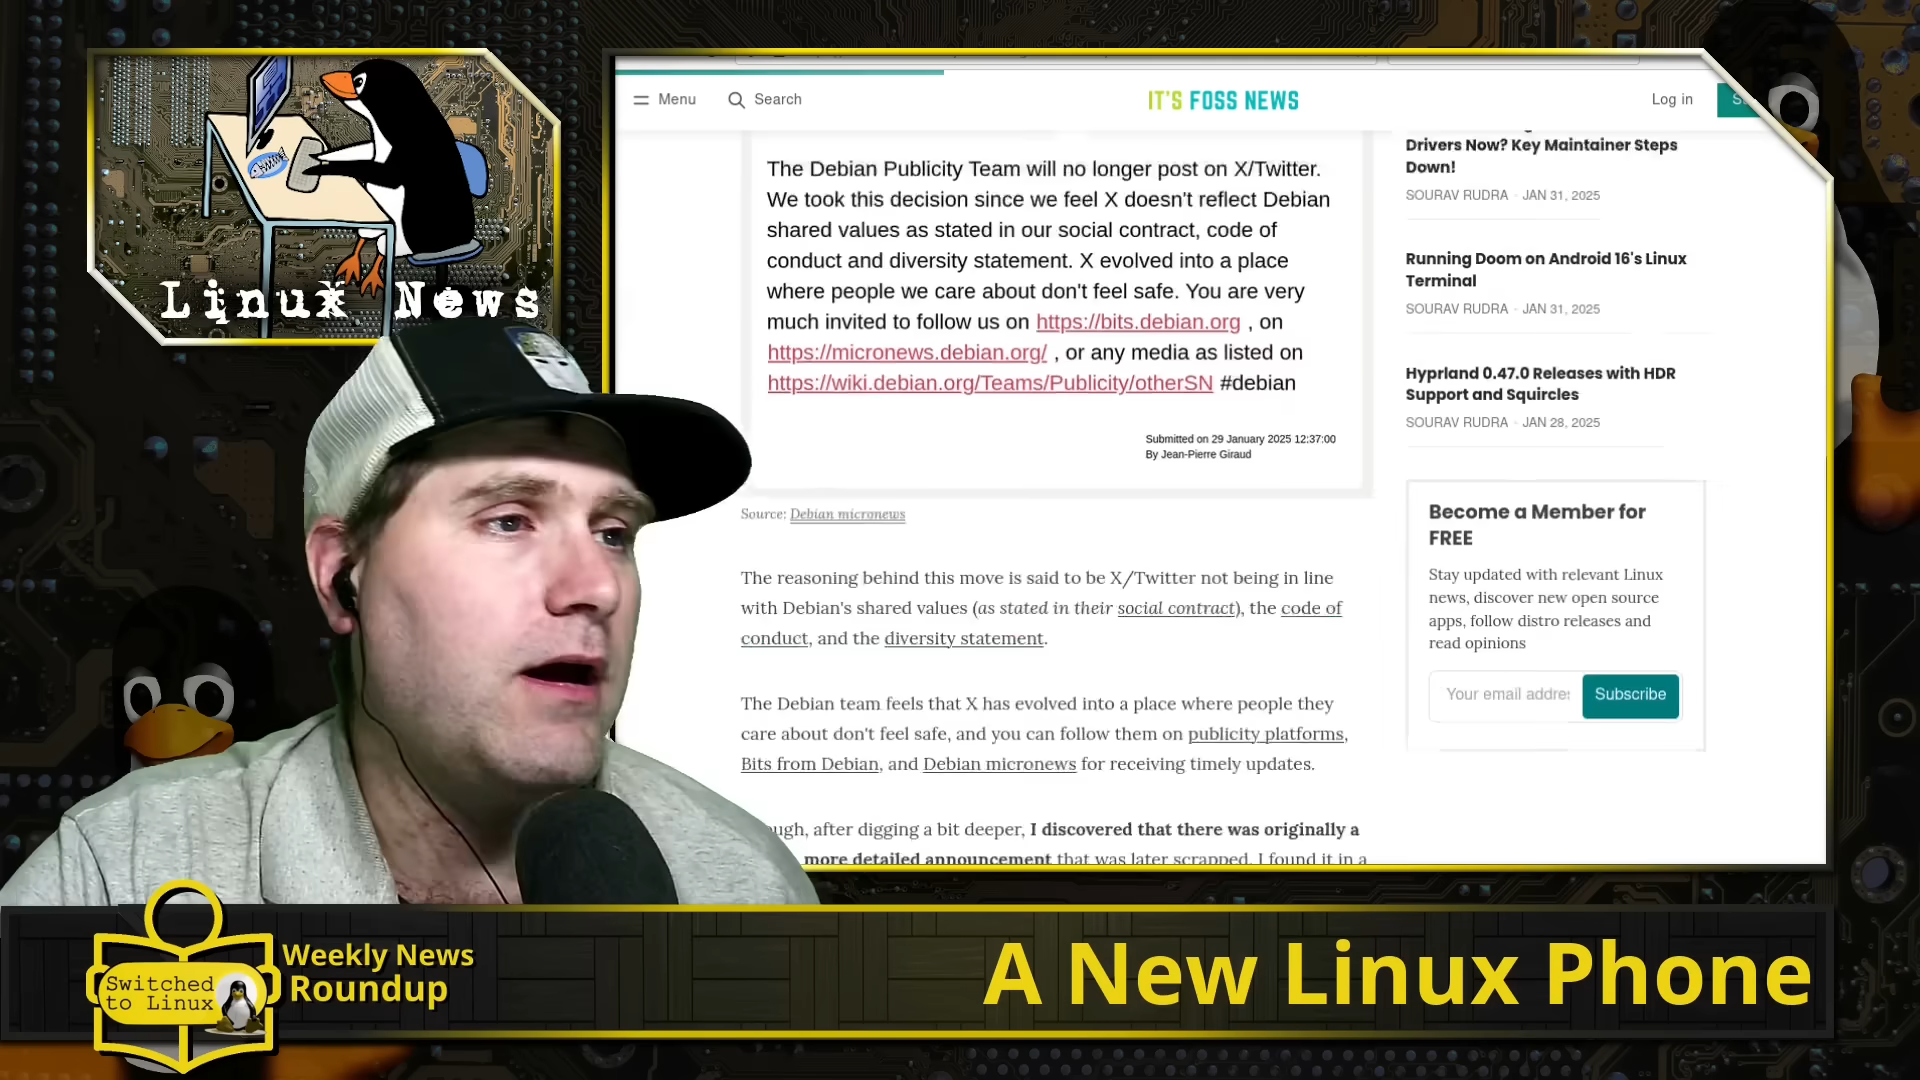 Linux News
Menu
Search
IT'S FOSS NEWS
Log in
The Debian Publicity Team will no longer post on X/Twitter.
We took this decision since we feel X doesn't reflect Debian
shared values as stated in our social contract, code of
conduct and diversity statement. X evolved into a place
where people we care about don't feel safe. You are very
much invited to follow us on https://bits.debian.org , on
https://micronews.debian.org/ , or any media as listed on
https://wiki.debian.org/Teams/Publicity/otherSN #debian
Submitted on 29 January 2025 12:37:00
By Jean-Pierre Giraud
Source: Debian micronews
The reasoning behind this move is said to be X/Twitter not being in line
with Debian's shared values (as stated in their social contract), the code of
conduct, and the diversity statement.
The Debian team feels that X has evolved into a place where people they
care about don't feel safe, and you can follow them on publicity platforms,
Bits from Debian, and Debian micronews for receiving timely updates.
after digging a bit deeper, I discovered that there was originally a
more detailed announcement that was later scrapped. I found it in a
Drivers Now? Key Maintainer Steps
Down!
SOURAV RUDRA · JAN 31, 2025
Running Doom on Android 16's Linux
Terminal
SOURAV RUDRA · JAN 31, 2025
Hyprland 0.47.0 Releases with HDR
Support and Squircles
SOURAV RUDRA · JAN 28, 2025
Become a Member for
FREE
Stay updated with relevant Linux
news, discover new open source
apps, follow distro releases and
read opinions
Your email
Subscribe
Switched
to Linux
Weekly News
Roundup
A New Linux Phone